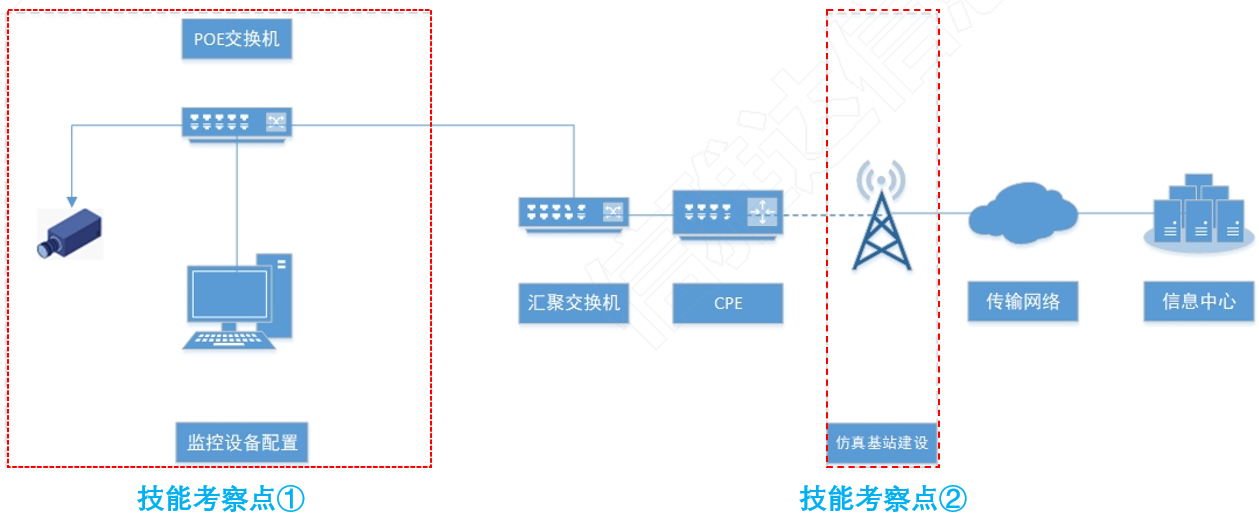 POE交换机
汇聚交换机
CPE
传输网络
信息中心
监控设备配置
仿真基站建设
技能考察点①
技能考察点②